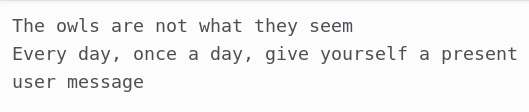 The owls are not what they seem
Every day, once a day, give yourself a present
user message